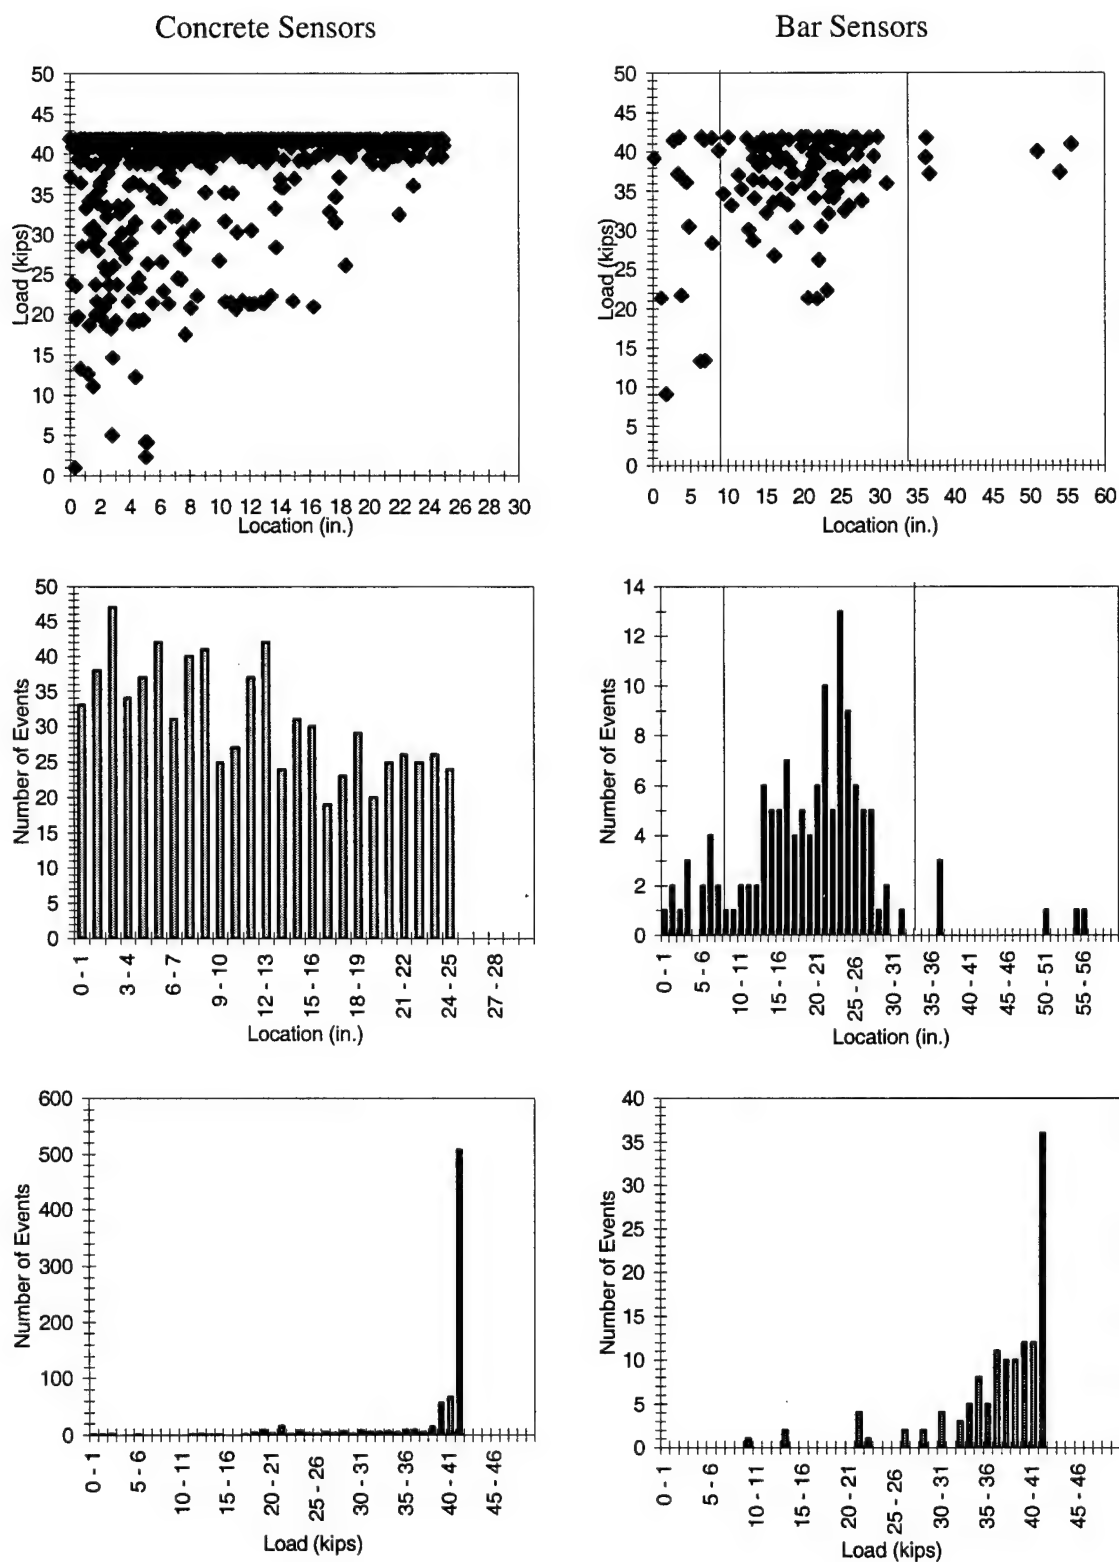 Concrete Sensors
Bar Sensors
50
45
40
35
30
25
20
15
10
5
0
Load (kips)
0 2 4 6 8 10 12 14 16 18 20 22 24 26 28 30
Location (in.)
50
45
40
35
30
25
20
15
10
5
0
Load (kips)
0 5 10 15 20 25 30 35 40 45 50 55 60
Location (in.)
50
45
40
35
30
25
20
15
10
5
0
Number of Events
0 - 1 3 - 4 6 - 7 9 - 10 12 - 13 15 - 16 18 - 19 21 - 22 24 - 25 27 - 28
Location (in.)
14
12
10
8
6
4
2
0
Number of Events
0 - 1 5 - 6 10 - 11 15 - 16 20 - 21 25 - 26 30 - 31 35 - 36 40 - 41 45 - 46 50 - 51 55 - 56
Location (in.)
600
500
400
300
200
100
0
Number of Events
0 - 1 5 - 6 10 - 11 15 - 16 20 - 21 25 - 26 30 - 31 35 - 36 40 - 41 45 - 46
Load (kips)
40
35
30
25
20
15
10
5
0
Number of Events
0 - 1 5 - 6 10 - 11 15 - 16 20 - 21 25 - 26 30 - 31 35 - 36 40 - 41 45 - 46
Load (kips)